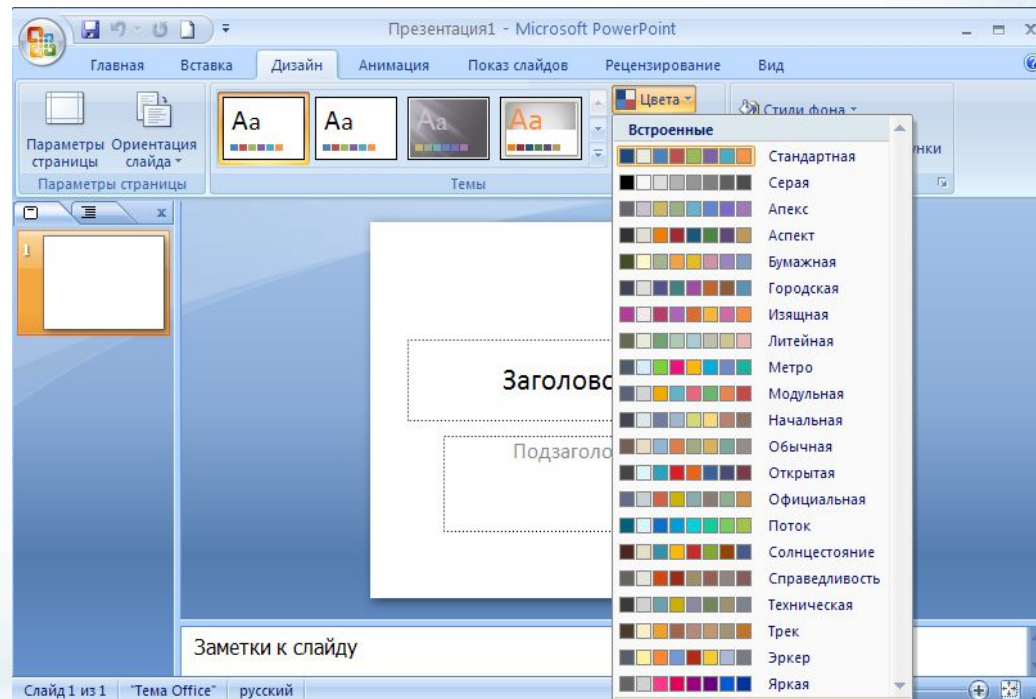 Презентация1 - Microsoft PowerPoint
Главная Вставка Дизайн Анимация Показ слайдов Рецензирование Вид
Параметры страницы
Ориентация слайда
Aa Aa Aa Aa
Цвета
Стили фона
Параметры страницы
Темы
Встроенные
Стандартная
Серая
Апекс
Аспект
Бумажная
Городская
Изящная
Литейная
Метро
Модульная
Начальная
Обычная
Открытая
Официальная
Поток
Солнцестояние
Справедливость
Техническая
Трек
Эркер
Яркая
1
Заголовс
Подзаголо
Заметки к слайду
Слайд 1 из 1 "Тема Office" русский